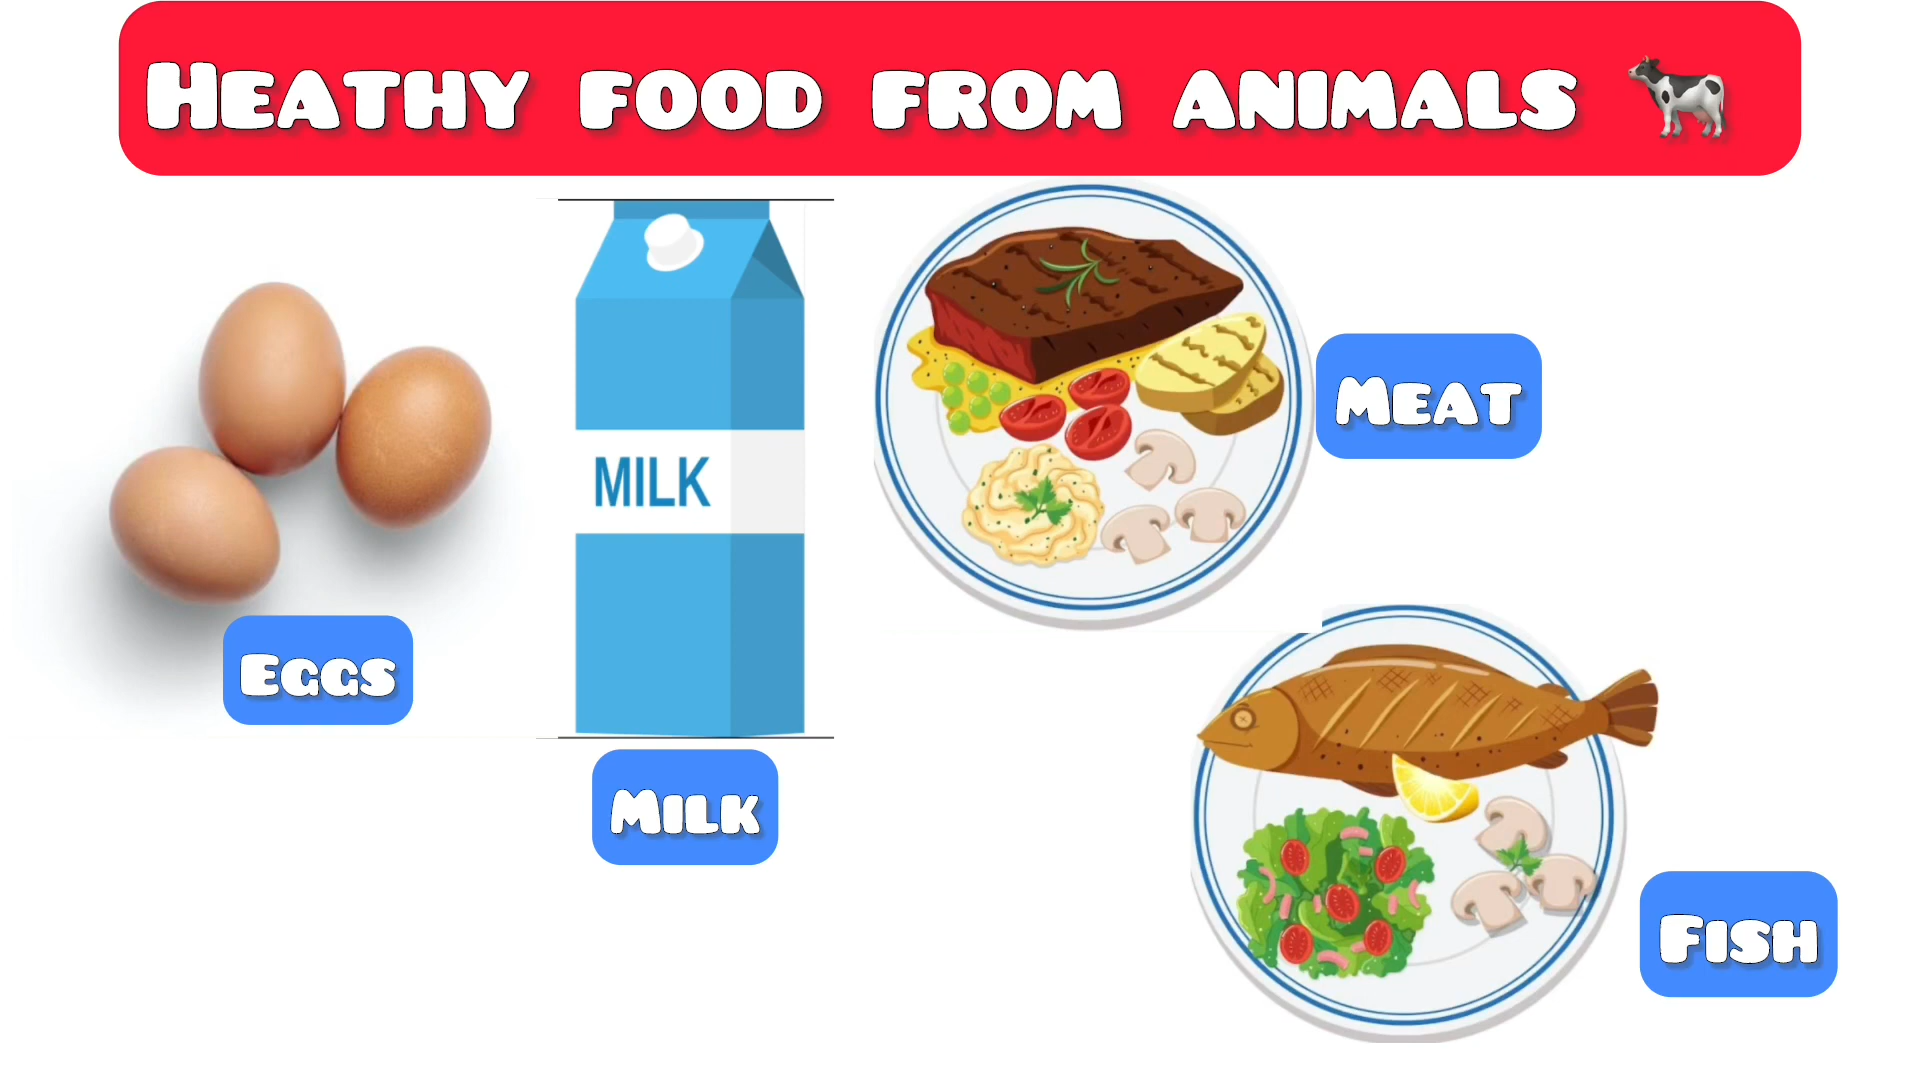 Heathy food from animals 🐄
MILK
Meat
Eggs
Milk
Fish